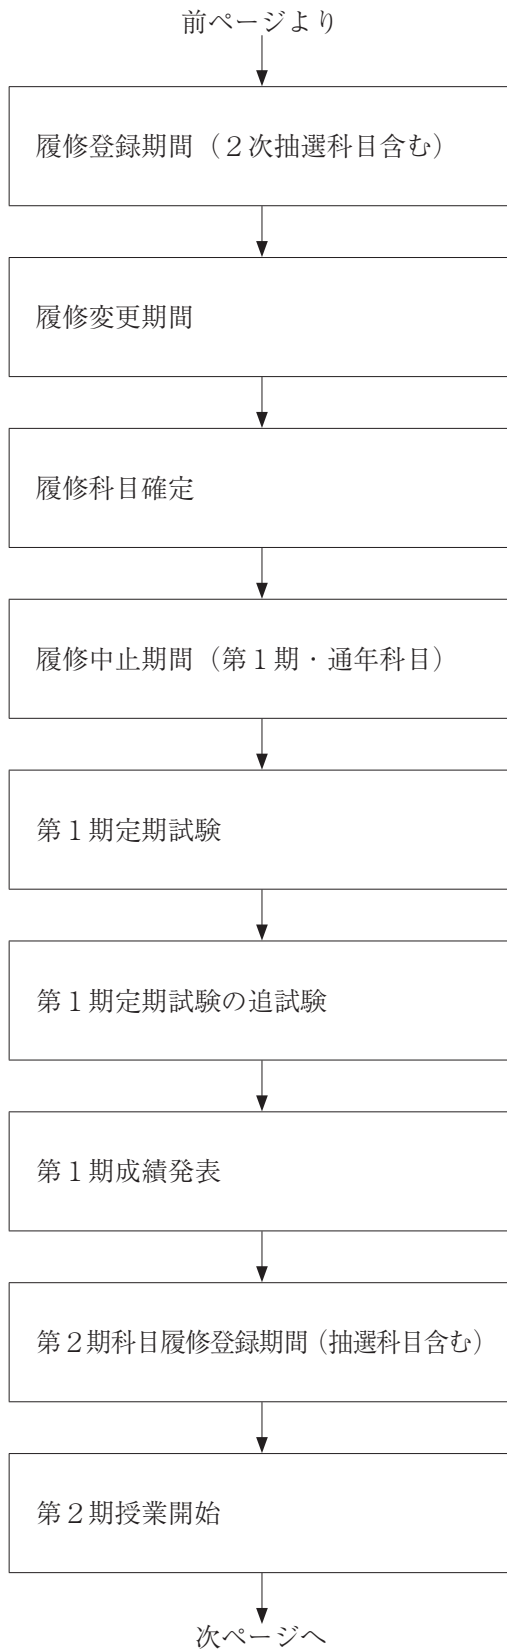 前ページより
履修登録期間（２次抽選科目含む）
履修変更期間
履修科目確定
履修中止期間（第１期・通年科目）
第１期定期試験
第１期定期試験の追試験
第１期成績発表
第２期科目履修登録期間（抽選科目含む）
第２期授業開始
次ページへ